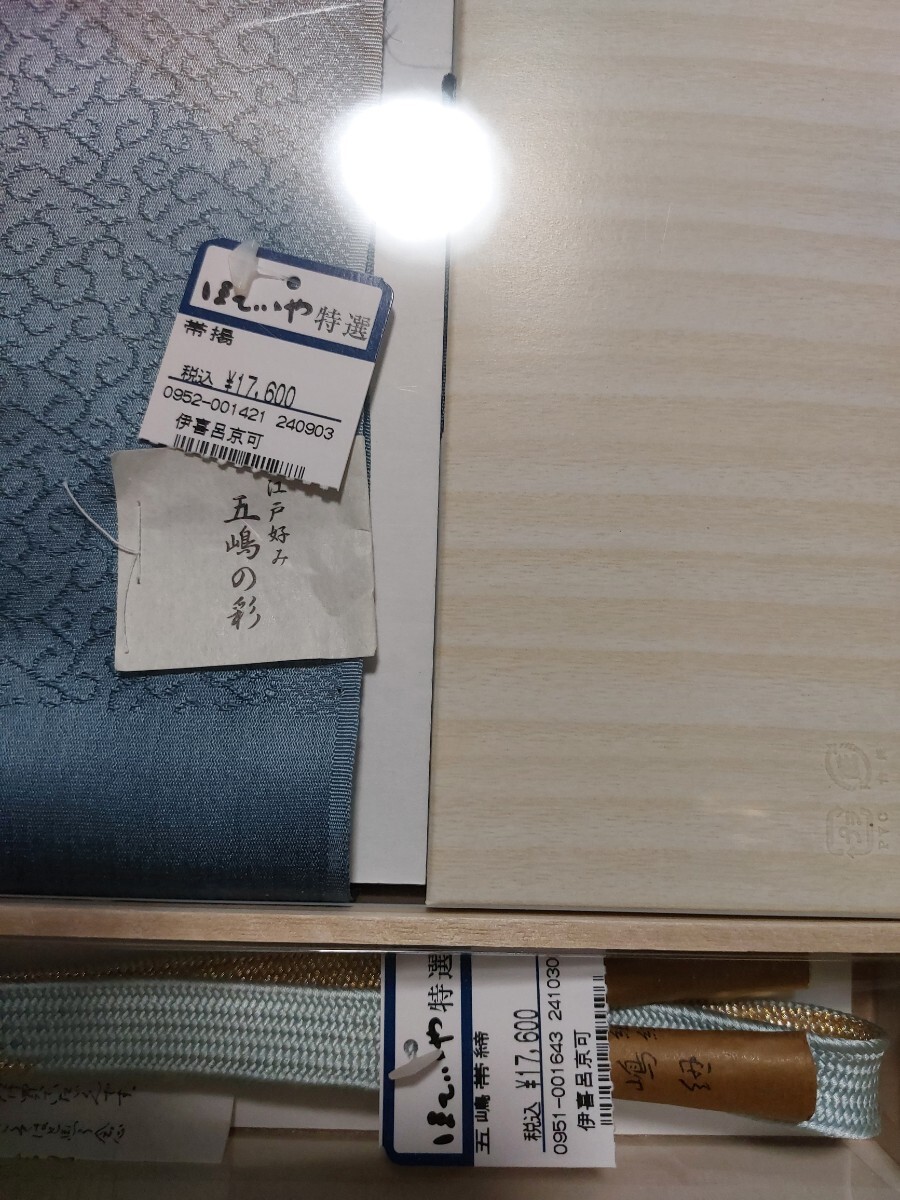 ほていや 特選
帯揚
税込 ¥17,600
0952-001421 240903
伊喜呂京可
江戸好み
五嶋の彩
ほていや 特選
五嶋帯締
税込 ¥17,600
0951-001643 241030
伊喜呂京可
嶋
紐